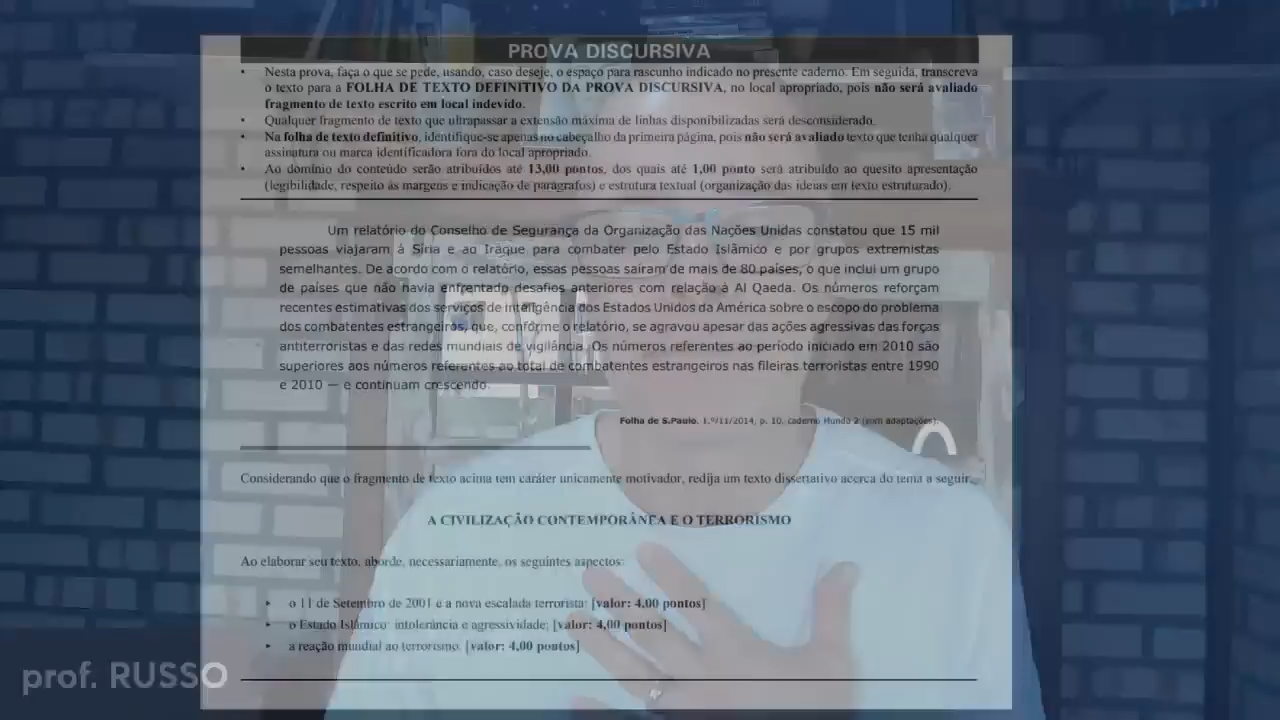 PROVA DISCURSIVA
• Nesta prova, faça o que se pede, usando, caso deseje, o espaço para rascunho indicado no presente caderno. Em seguida, transcreva
o texto para a FOLHA DE TEXTO DEFINITIVO DA PROVA DISCURSIVA, no local apropriado, pois não será avaliado
fragmento de texto escrito em local indevido.
• Qualquer fragmento de texto que ultrapassar a extensão máxima de linhas disponibilizadas será desconsiderado.
• Na folha de texto definitivo, identifique-se apenas no cabeçalho da primeira página, pois não será avaliado texto que tenha qualquer
assinatura ou marca identificadora fora do local apropriado.
• Ao domínio do conteúdo serão atribuídos até 13,00 pontos, dos quais até 1,00 ponto será atribuído ao quesito apresentação
(legibilidade, respeito às margens e indicação de parágrafos) e estrutura textual (organização das ideias em texto estruturado).
Um relatório do Conselho de Segurança da Organização das Nações Unidas constatou que 15 mil
pessoas viajaram à Síria e ao Iraque para combater pelo Estado Islâmico e por grupos extremistas
semelhantes. De acordo com o relatório, essas pessoas saíram de mais de 80 países, o que inclui um grupo
de países que não havia enfrentado desafios anteriores com relação à Al Qaeda. Os números reforçam
recentes estimativas dos serviços de inteligência dos Estados Unidos da América sobre o escopo do problema
dos combatentes estrangeiros, que, conforme o relatório, se agravou apesar das ações agressivas das forças
antiterroristas e das redes mundiais de vigilância. Os números referentes ao período iniciado em 2010 são
superiores aos números referentes ao total de combatentes estrangeiros nas fileiras terroristas entre 1990
e 2010 — e continuam crescendo.
Folha de S.Paulo. 1.º/11/2014, p. 10, caderno Mundo 2 (com adaptações).
Considerando que o fragmento de texto acima tem caráter unicamente motivador, redija um texto dissertativo acerca do tema a seguir.
A CIVILIZAÇÃO CONTEMPORÂNEA E O TERRORISMO
Ao elaborar seu texto, aborde, necessariamente, os seguintes aspectos:
‣ o 11 de Setembro de 2001 e a nova escalada terrorista; [valor: 4,00 pontos]
‣ o Estado Islâmico: intolerância e agressividade; [valor: 4,00 pontos]
‣ a reação mundial ao terrorismo. [valor: 4,00 pontos]
prof. RUSSO